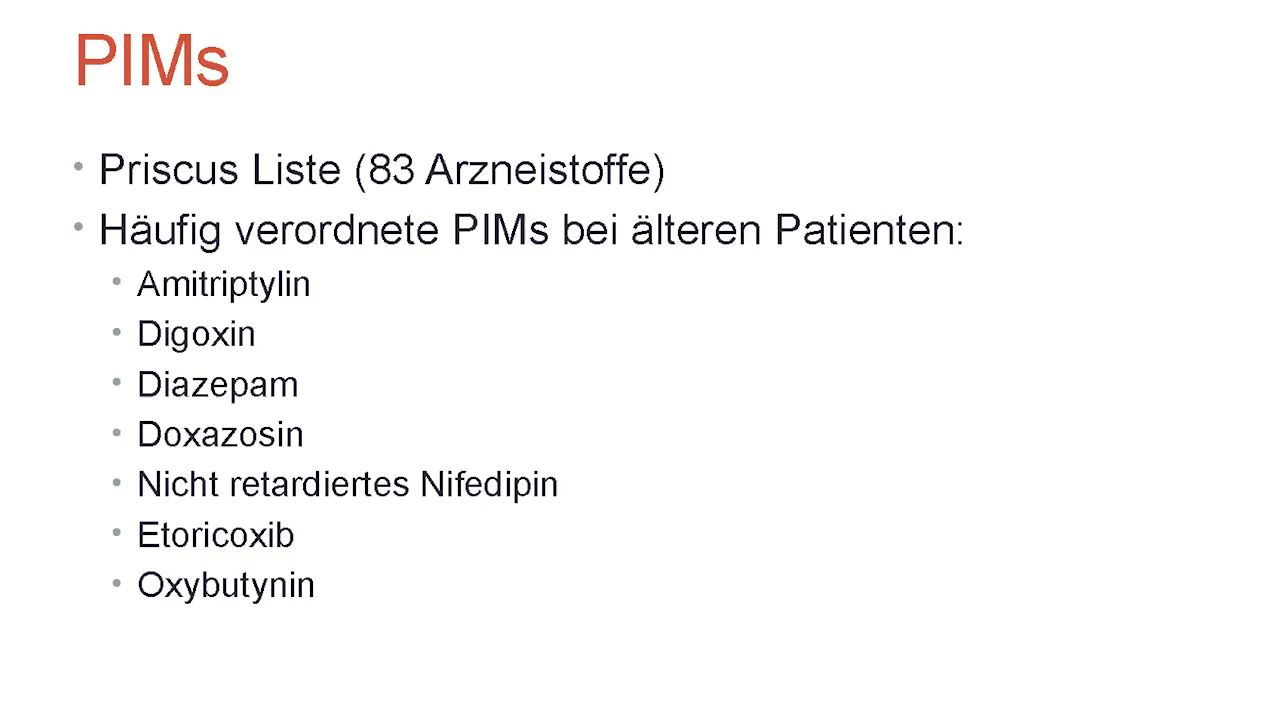 PIMs
• Priscus Liste (83 Arzneistoffe)
• Häufig verordnete PIMs bei älteren Patienten:
• Amitriptylin
• Digoxin
• Diazepam
• Doxazosin
• Nicht retardiertes Nifedipin
• Etoricoxib
• Oxybutynin